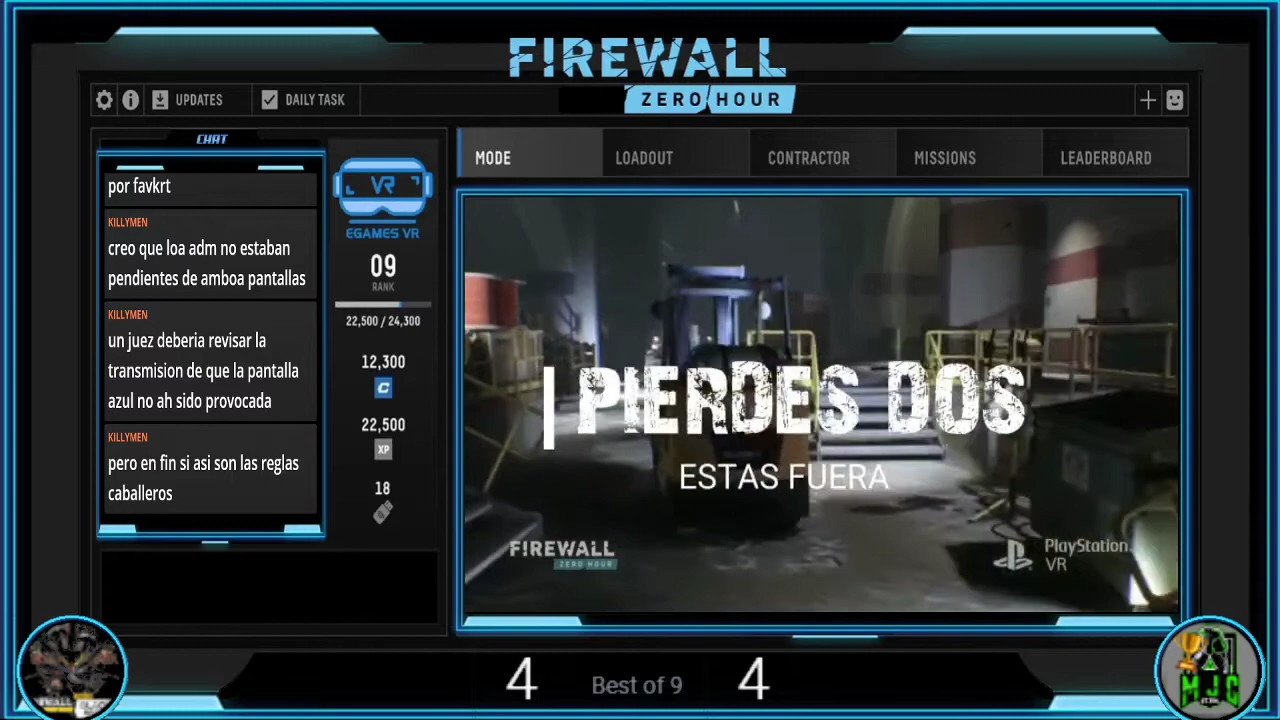 FIREWALL
ZERO HOUR
UPDATES
DAILY TASK
CHAT
por favkrt
KILLYMEN
creo que loa adm no estaban
pendientes de amboa pantallas
KILLYMEN
un juez deberia revisar la
transmision de que la pantalla
azul no ah sido provocada
KILLYMEN
pero en fin si asi son las reglas
caballeros
VR
EGAMES VR
09
RANK
22,500 / 24,300
12,300
C
22,500
XP
18
MODE
LOADOUT
CONTRACTOR
MISSIONS
LEADERBOARD
| PIERDES DOS
ESTAS FUERA
FIREWALL
ZERO HOUR
PlayStation
VR
4
Best of 9
4
MJC